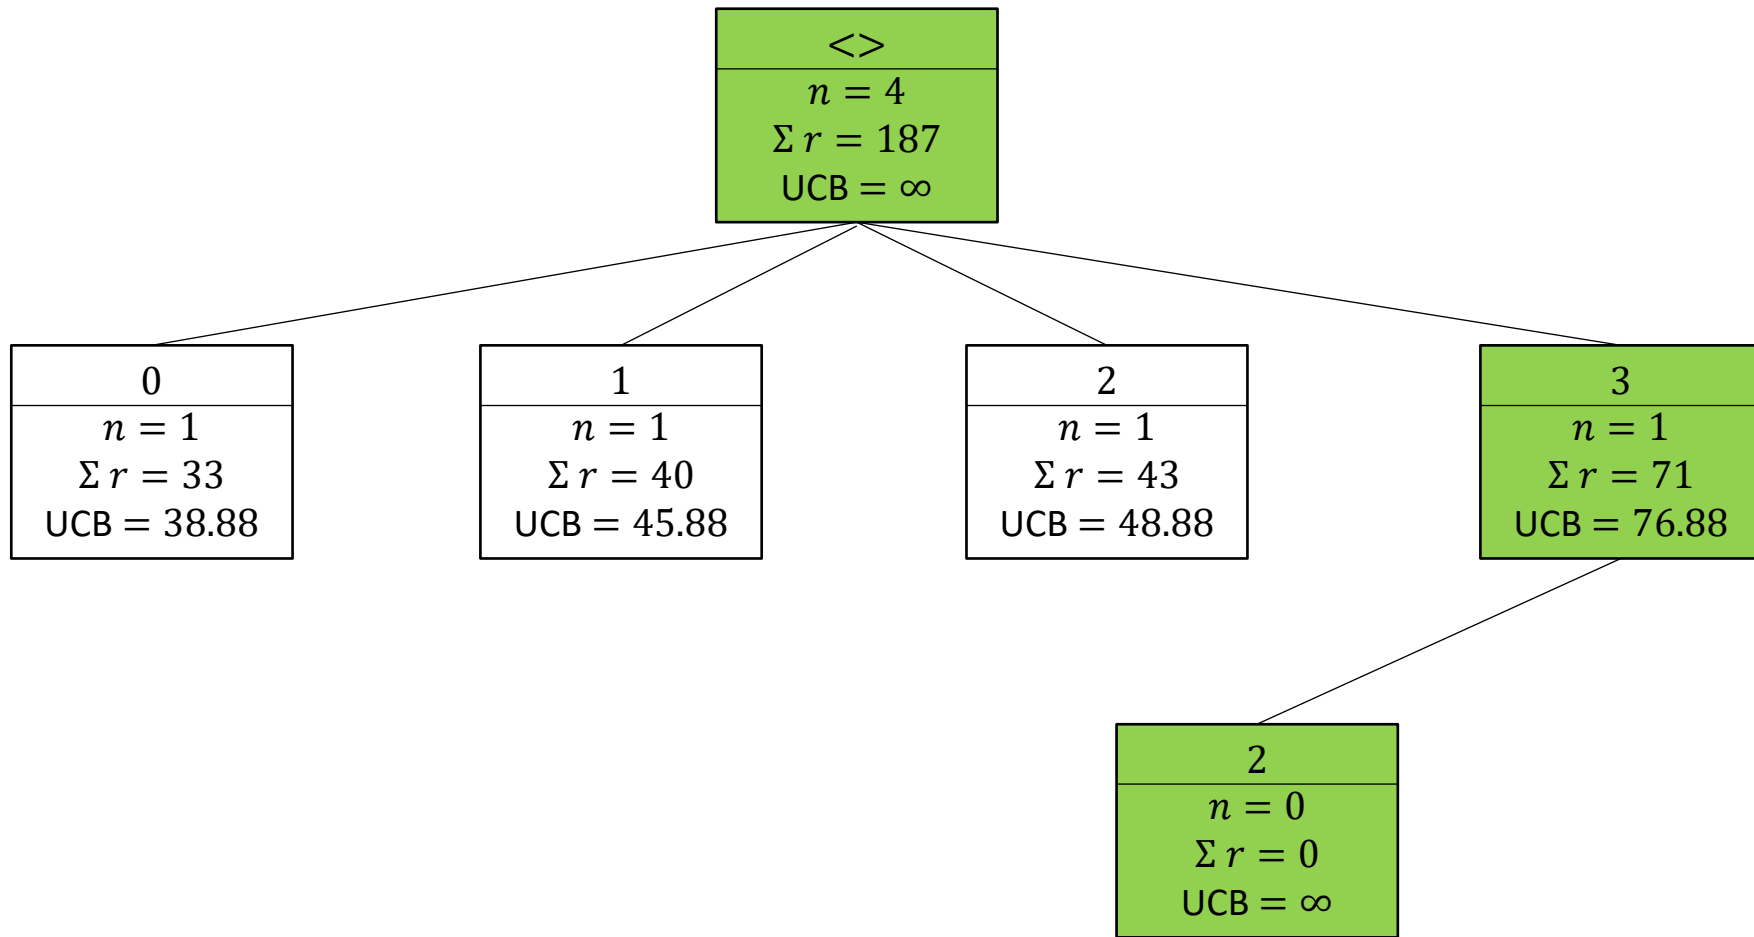 <>
n = 4
Σ r = 187
UCB = ∞
0
n = 1
Σ r = 33
UCB = 38.88
1
n = 1
Σ r = 40
UCB = 45.88
2
n = 1
Σ r = 43
UCB = 48.88
3
n = 1
Σ r = 71
UCB = 76.88
2
n = 0
Σ r = 0
UCB = ∞